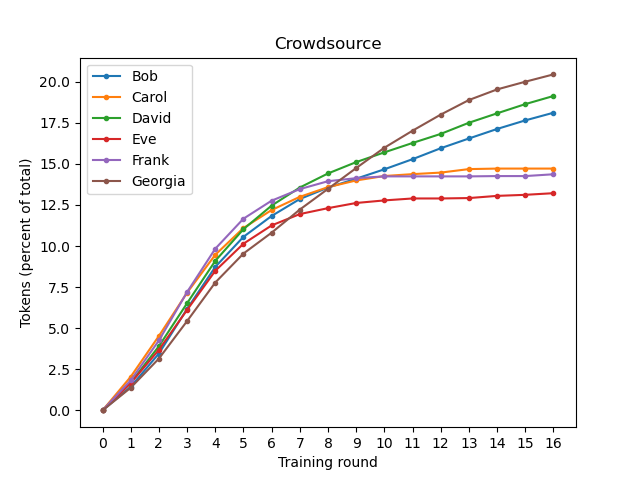 Crowdsource
Bob
Carol
David
Eve
Frank
Georgia
Tokens (percent of total)
20.0
17.5
15.0
12.5
10.0
7.5
5.0
2.5
0.0
0 1 2 3 4 5 6 7 8 9 10 11 12 13 14 15 16
Training round